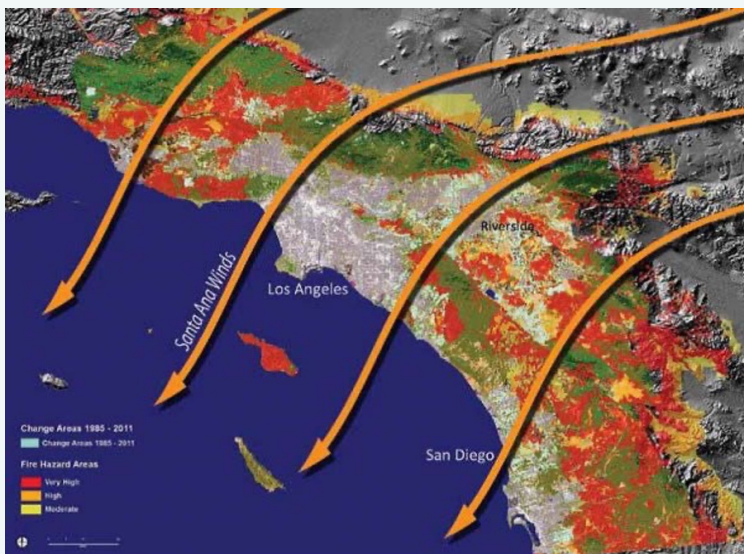 Riverside
Santa Ana Winds
Los Angeles
San Diego
Change Areas 1985 - 2011
Change Areas 1985 - 2011
Fire Hazard Areas
Very High
High
Moderate